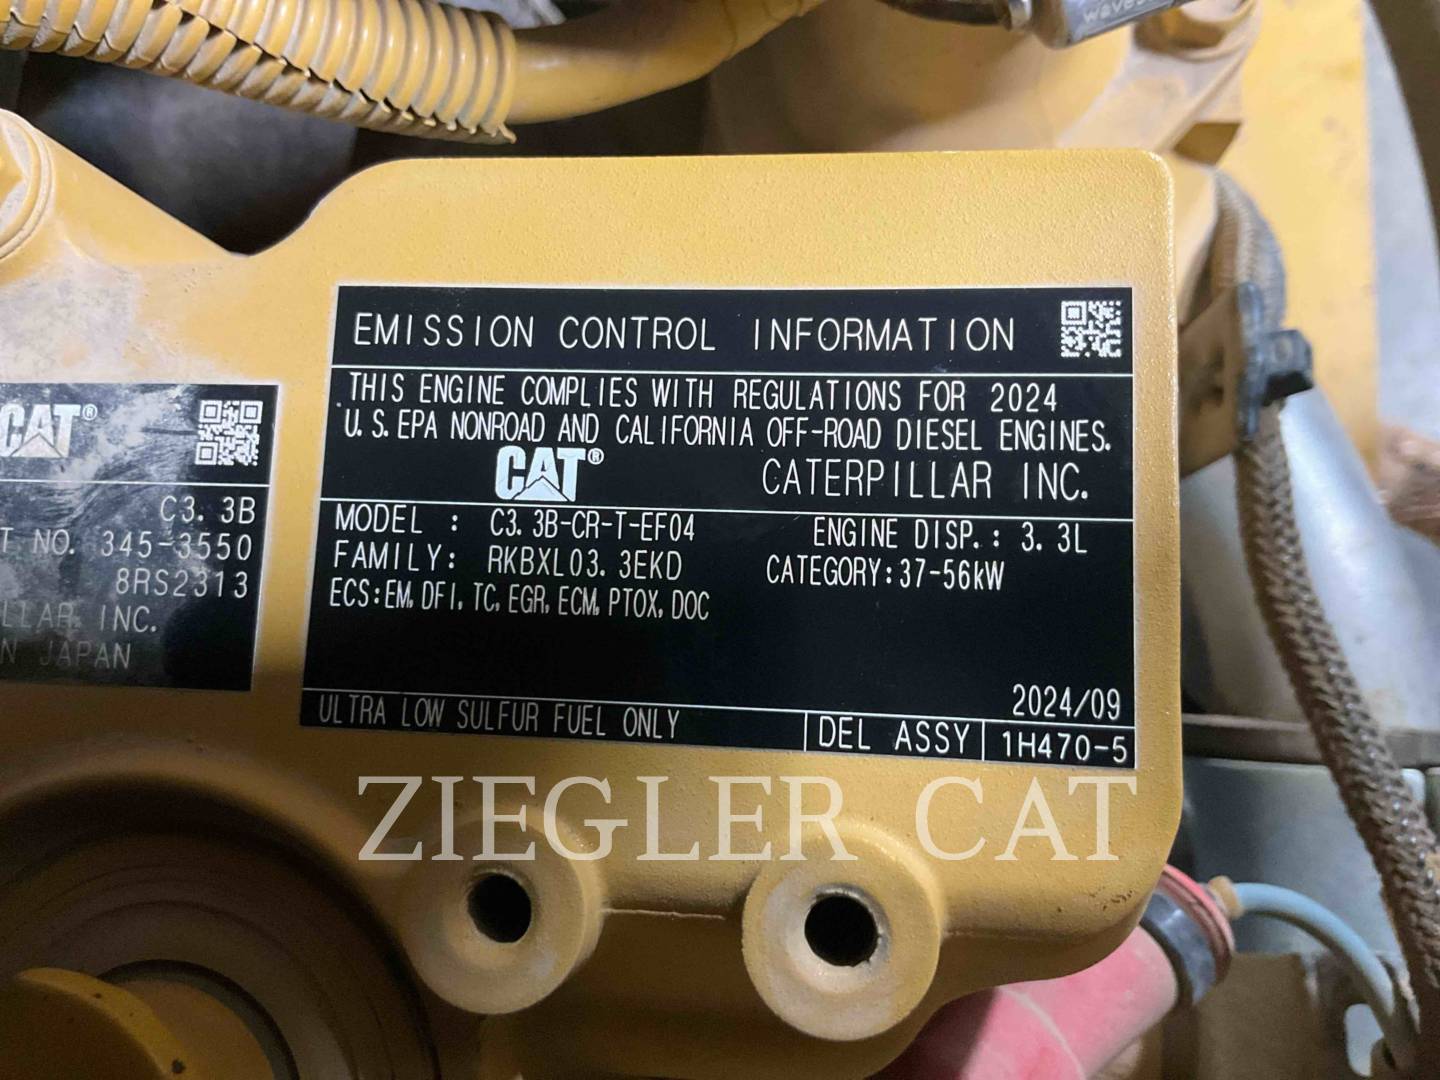 EMISSION CONTROL INFORMATION
THIS ENGINE COMPLIES WITH REGULATIONS FOR 2024
U.S.EPA NONROAD AND CALIFORNIA OFF-ROAD DIESEL ENGINES.
CAT® CATERPILLAR INC.
MODEL : C3.3B-CR-T-EF04 ENGINE DISP.: 3.3L
FAMILY: RKBXL03.3EKD CATEGORY:37-56kW
ECS:EM, DFI, TC, EGR, ECM, PTOX, DOC
2024/09
ULTRA LOW SULFUR FUEL ONLY DEL ASSY 1H470-5
CAT®
C3.3B
T NO. 345-3550
8RS2313
LLAR INC.
N JAPAN
ZIEGLER CAT